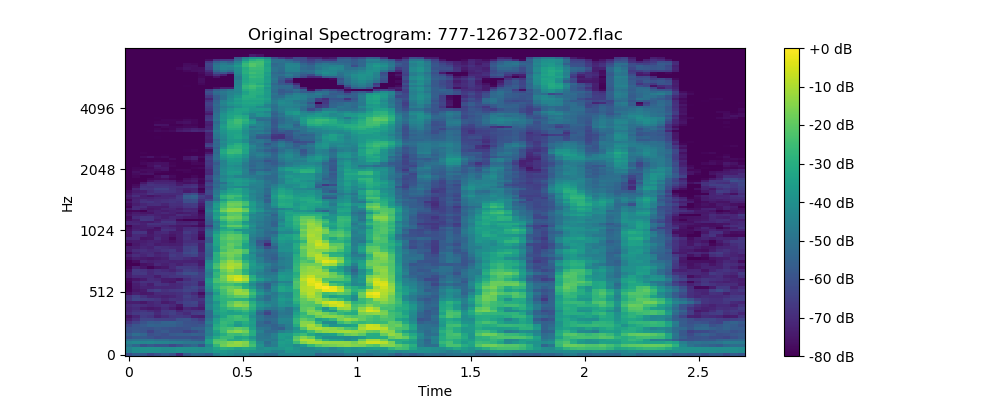 Original Spectrogram: 777-126732-0072.flac
Hz
4096
2048
1024
512
0
0
0.5
1
1.5
2
2.5
Time
+0 dB
-10 dB
-20 dB
-30 dB
-40 dB
-50 dB
-60 dB
-70 dB
-80 dB